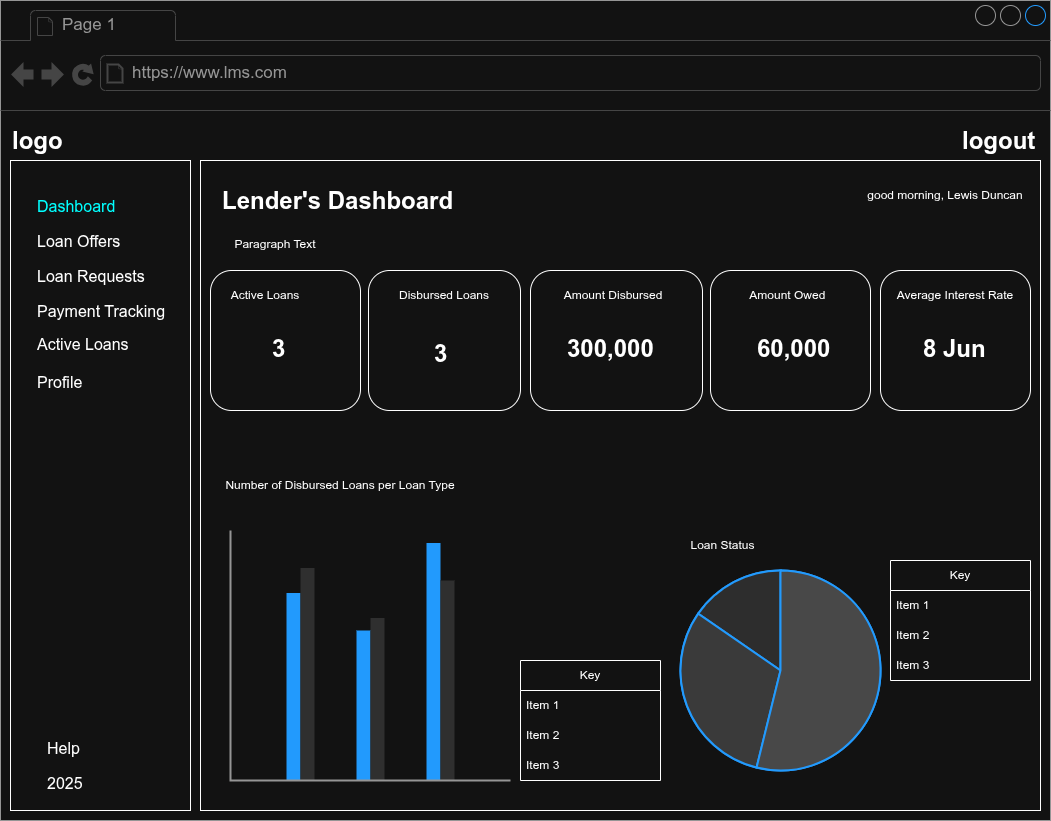 Page 1
https://www.lms.com
logo
logout
Dashboard
Loan Offers
Loan Requests
Payment Tracking
Active Loans
Profile
Help
2025
Lender's Dashboard
good morning, Lewis Duncan
Paragraph Text
Active Loans
3
Disbursed Loans
3
Amount Disbursed
300,000
Amount Owed
60,000
Average Interest Rate
8 Jun
Number of Disbursed Loans per Loan Type
Key
Item 1
Item 2
Item 3
Loan Status
Key
Item 1
Item 2
Item 3